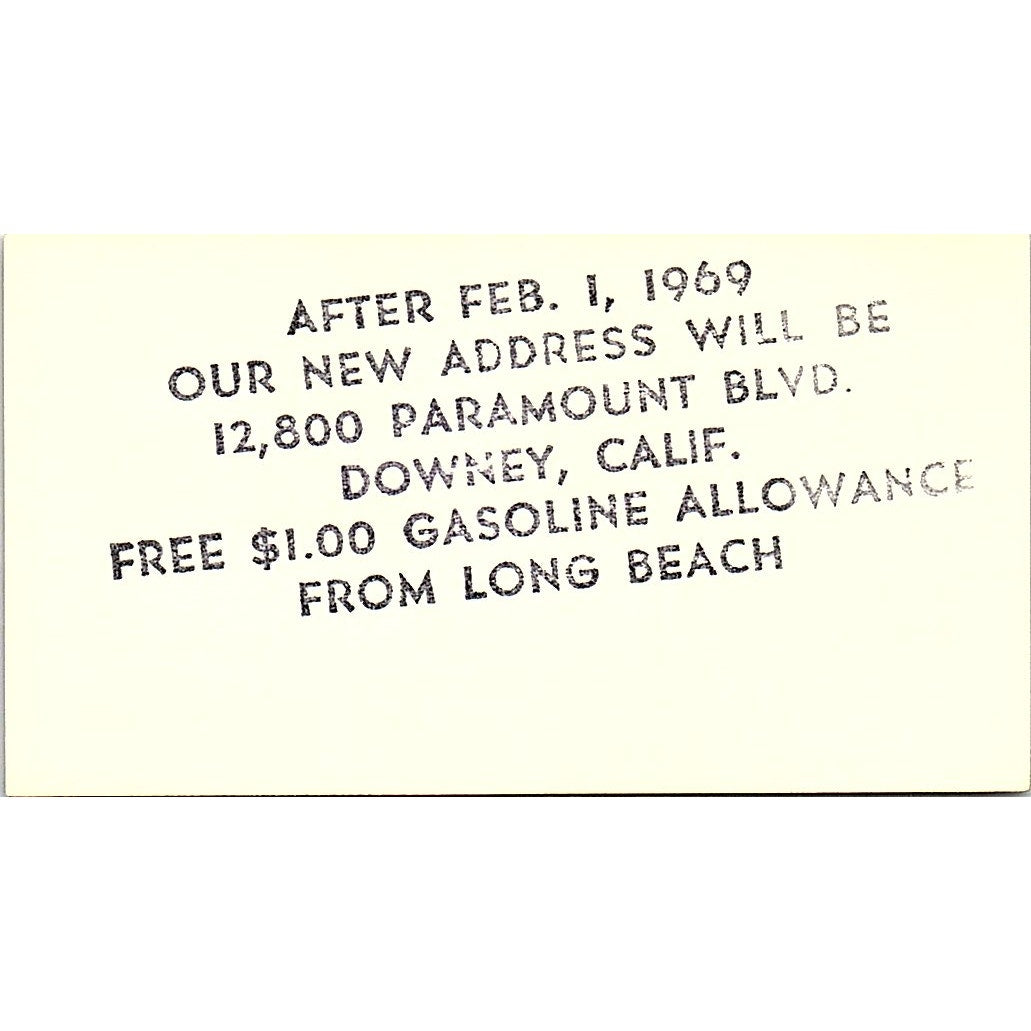 AFTER FEB. 1, 1969
OUR NEW ADDRESS WILL BE
12,800 PARAMOUNT BLVD.
DOWNEY, CALIF.
FREE $1.00 GASOLINE ALLOWANCE
FROM LONG BEACH